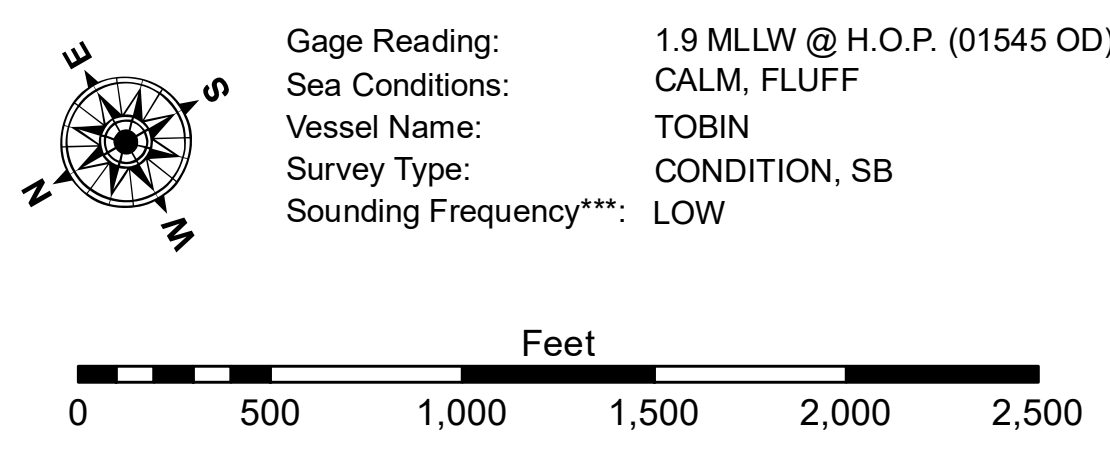 E
S
N
W
Gage Reading: 1.9 MLLW @ H.O.P. (01545 OD)
Sea Conditions: CALM, FLUFF
Vessel Name: TOBIN
Survey Type: CONDITION, SB
Sounding Frequency***: LOW
Feet
0 500 1,000 1,500 2,000 2,500